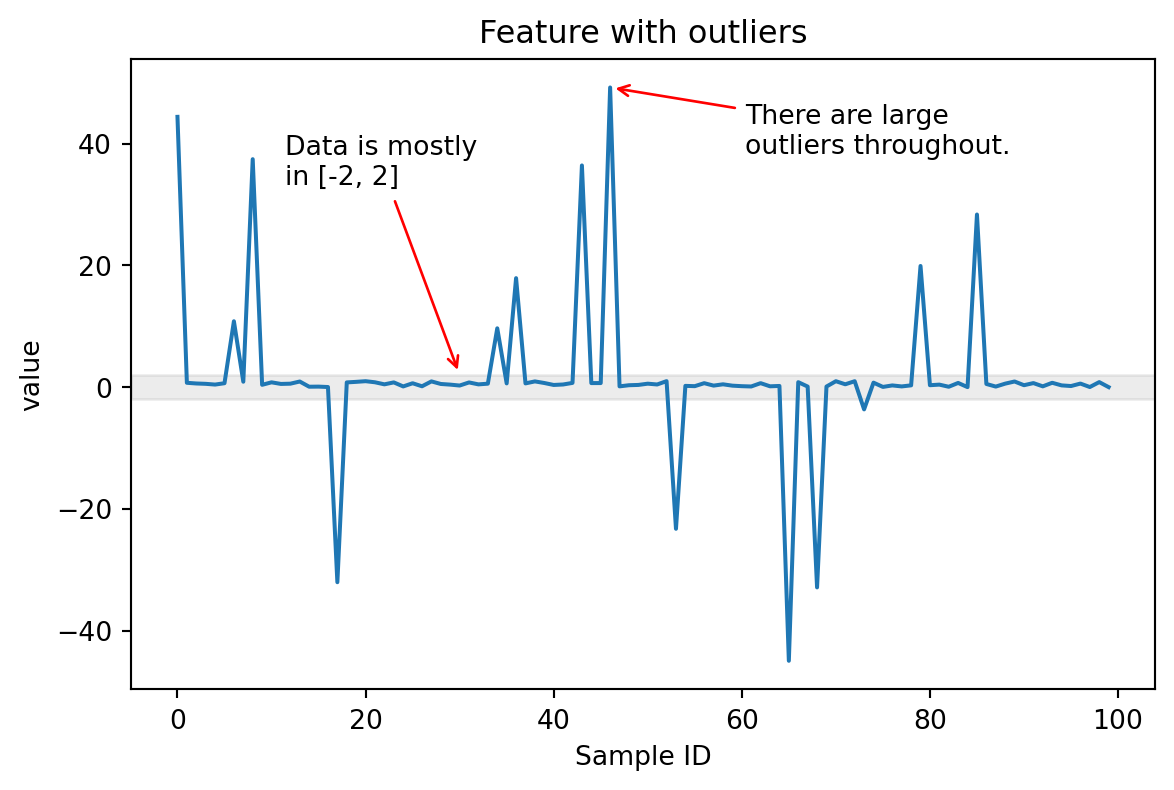 Feature with outliers
There are large
outliers throughout.
Data is mostly
in [-2, 2]
value
40
20
0
−20
−40
0
20
40
60
80
100
Sample ID